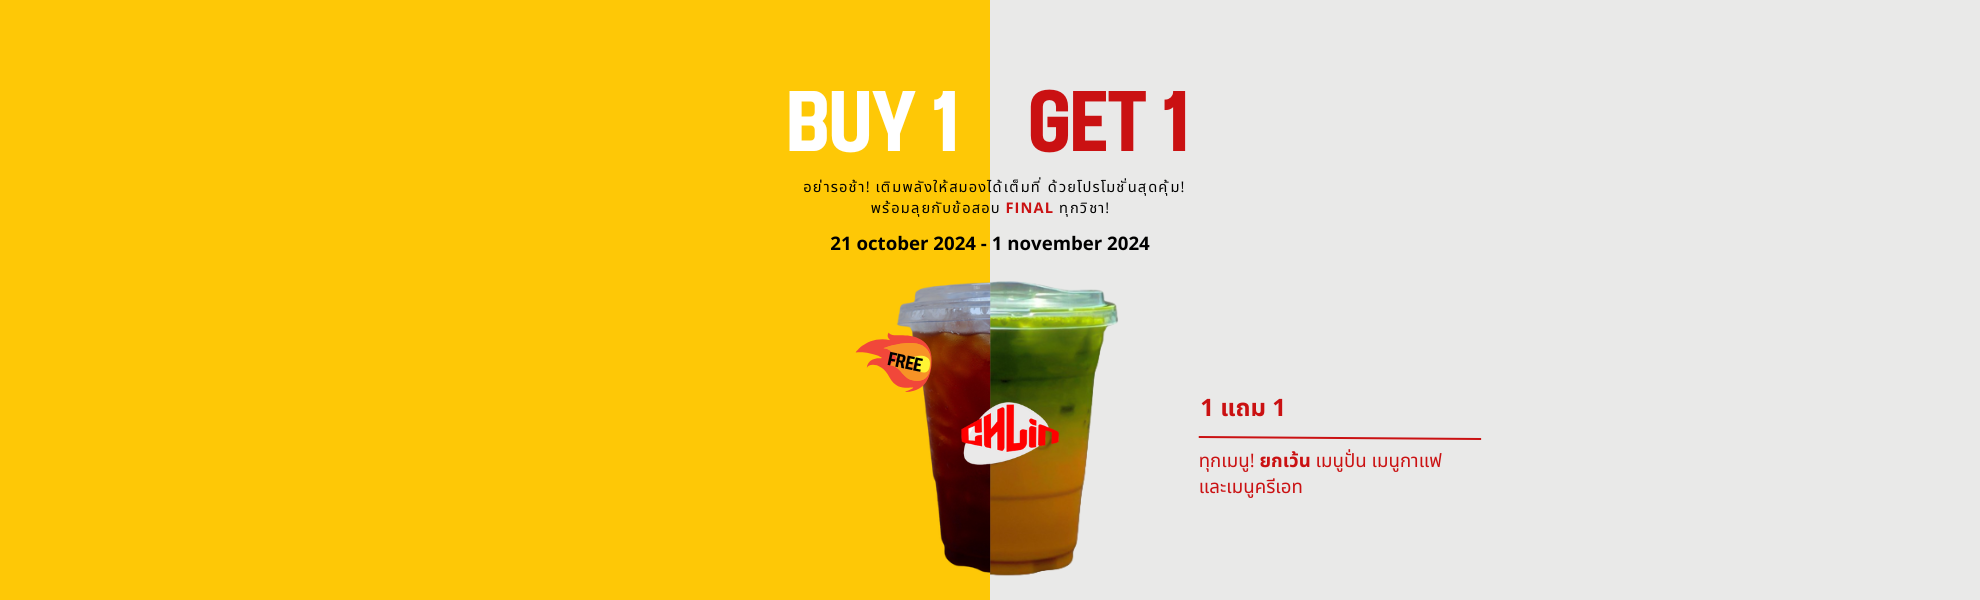 BUY 1 GET 1
อย่ารอช้า! เติมพลังให้สมองได้เต็มที่ ด้วยโปรโมชั่นสุดคุ้ม!
พร้อมลุยกับข้อสอบ FINAL ทุกวิชา!
21 october 2024 - 1 november 2024
FREE
CHLin
1 แถม 1
ทุกเมนู! ยกเว้น เมนูปั่น เมนูกาแฟ
และเมนูครีเอท